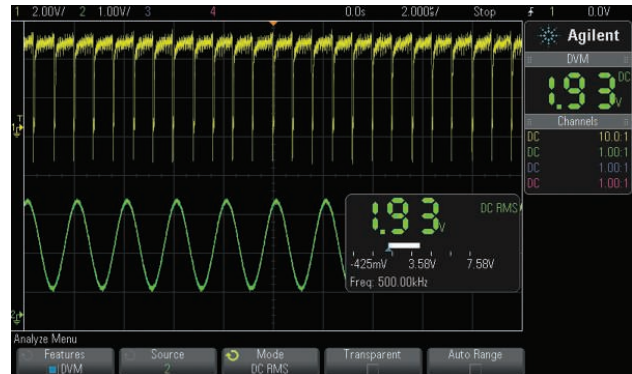 1 2.00V/ 2 1.00V/ 3 4 0.0s 2.000s/ Stop 1 0.0V
Agilent
DVM
1.93 V DC
Channels
DC 10.0:1
DC 1.00:1
DC 1.00:1
DC 1.00:1
T
1
1.93 V DC RMS
-425mV 3.58V 7.58V
Freq: 500.00kHz
2
Analyze Menu
Features Source Mode Transparent Auto Range
DVM 2 DC RMS